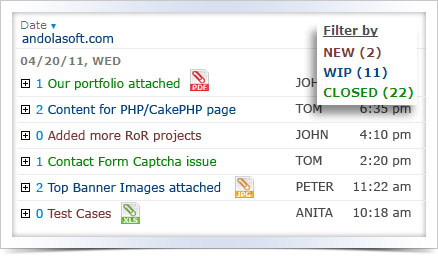 Date ▾
andolasoft.com
Filter by
NEW (2)
WIP (11)
CLOSED (22)
04/20/11, WED
1 Our portfolio attached PDF
2 Content for PHP/CakePHP page TOM 6:35 pm
0 Added more RoR projects JOHN 4:10 pm
1 Contact Form Captcha issue TOM 2:20 pm
2 Top Banner Images attached JPG PETER 11:22 am
0 Test Cases XLS ANITA 10:18 am